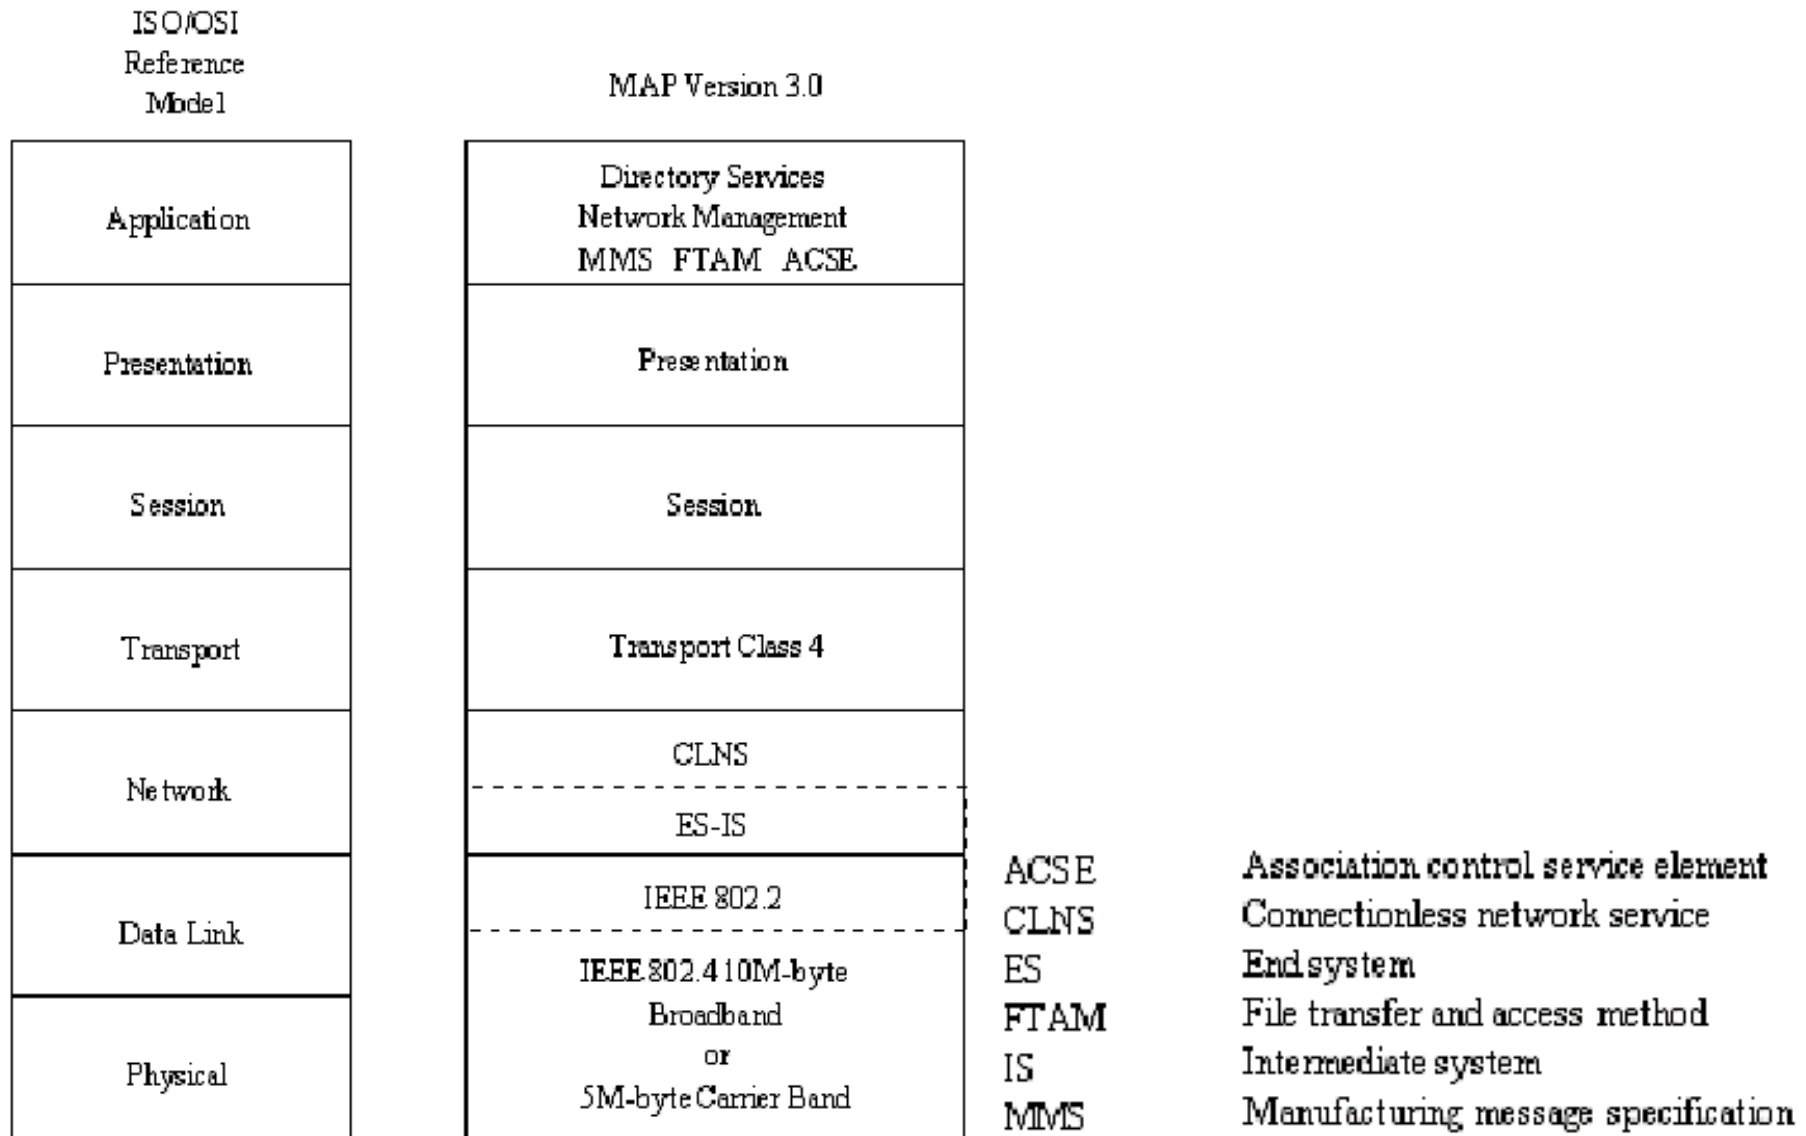 ISO/OSI
Reference
Model
MAP Version 3.0
Application
Presentation
Session
Transport
Network
Data Link
Physical
Directory Services
Network Management
MMS FTAM ACSE
Presentation
Session
Transport Class 4
CLNS
ES-IS
IEEE 802.2
IEEE 802.4 10M-byte
Broadband
or
5M-byte Carrier Band
ACSE Association control service element
CLNS Connectionless network service
ES End system
FTAM File transfer and access method
IS Intermediate system
MMS Manufacturing message specification